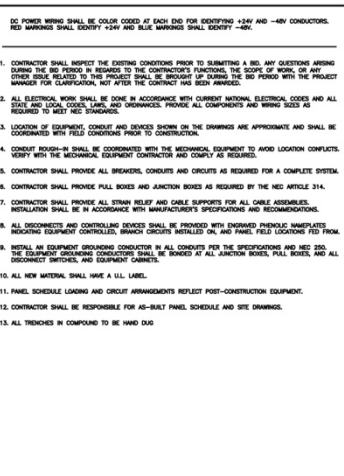 DC POWER WIRING SHALL BE COLOR CODED AT EACH END FOR IDENTIFYING +24V AND -48V CONDUCTORS.
RED MARKINGS SHALL IDENTIFY +24V AND BLUE MARKINGS SHALL IDENTIFY -48V.
1. CONTRACTOR SHALL INSPECT THE EXISTING CONDITIONS PRIOR TO SUBMITTING A BID. ANY QUESTIONS ARISING
DURING THE BID PERIOD IN REGARDS TO THE CONTRACTOR'S FUNCTIONS, THE SCOPE OF WORK, OR ANY
OTHER ISSUE RELATED TO THIS PROJECT SHALL BE BROUGHT UP DURING THE BID PERIOD WITH THE PROJECT
MANAGER FOR CLARIFICATION, NOT AFTER THE CONTRACT HAS BEEN AWARDED.
2. ALL ELECTRICAL WORK SHALL BE DONE IN ACCORDANCE WITH CURRENT NATIONAL ELECTRICAL CODES AND ALL
STATE AND LOCAL CODES, LAWS, AND ORDINANCES. PROVIDE ALL COMPONENTS AND WIRING SIZES AS
REQUIRED TO MEET NEC STANDARDS.
3. LOCATION OF EQUIPMENT, CONDUIT AND DEVICES SHOWN ON THE DRAWINGS ARE APPROXIMATE AND SHALL BE
COORDINATED WITH FIELD CONDITIONS PRIOR TO CONSTRUCTION.
4. CONDUIT ROUGH-IN SHALL BE COORDINATED WITH THE MECHANICAL EQUIPMENT TO AVOID LOCATION CONFLICTS.
VERIFY WITH THE MECHANICAL EQUIPMENT CONTRACTOR AND COMPLY AS REQUIRED.
5. CONTRACTOR SHALL PROVIDE ALL BREAKERS, CONDUITS AND CIRCUITS AS REQUIRED FOR A COMPLETE SYSTEM.
6. CONTRACTOR SHALL PROVIDE PULL BOXES AND JUNCTION BOXES AS REQUIRED BY THE NEC ARTICLE 314.
7. CONTRACTOR SHALL PROVIDE ALL STRAIN RELIEF AND CABLE SUPPORTS FOR ALL CABLE ASSEMBLIES.
INSTALLATION SHALL BE IN ACCORDANCE WITH MANUFACTURER'S SPECIFICATIONS AND RECOMMENDATIONS.
8. ALL DISCONNECTS AND CONTROLLING DEVICES SHALL BE PROVIDED WITH ENGRAVED PHENOLIC NAMEPLATES
INDICATING EQUIPMENT CONTROLLED, BRANCH CIRCUITS INSTALLED ON, AND PANEL FIELD LOCATIONS FED FROM.
9. INSTALL AN EQUIPMENT GROUNDING CONDUCTOR IN ALL CONDUITS PER THE SPECIFICATIONS AND NEC 250.
THE EQUIPMENT GROUNDING CONDUCTORS SHALL BE BONDED AT ALL JUNCTION BOXES, PULL BOXES, AND ALL
DISCONNECT SWITCHES, AND EQUIPMENT CABINETS.
10. ALL NEW MATERIAL SHALL HAVE A U.L. LABEL.
11. PANEL SCHEDULE LOADING AND CIRCUIT ARRANGEMENTS REFLECT POST-CONSTRUCTION EQUIPMENT.
12. CONTRACTOR SHALL BE RESPONSIBLE FOR AS-BUILT PANEL SCHEDULE AND SITE DRAWINGS.
13. ALL TRENCHES IN COMPOUND TO BE HAND DUG